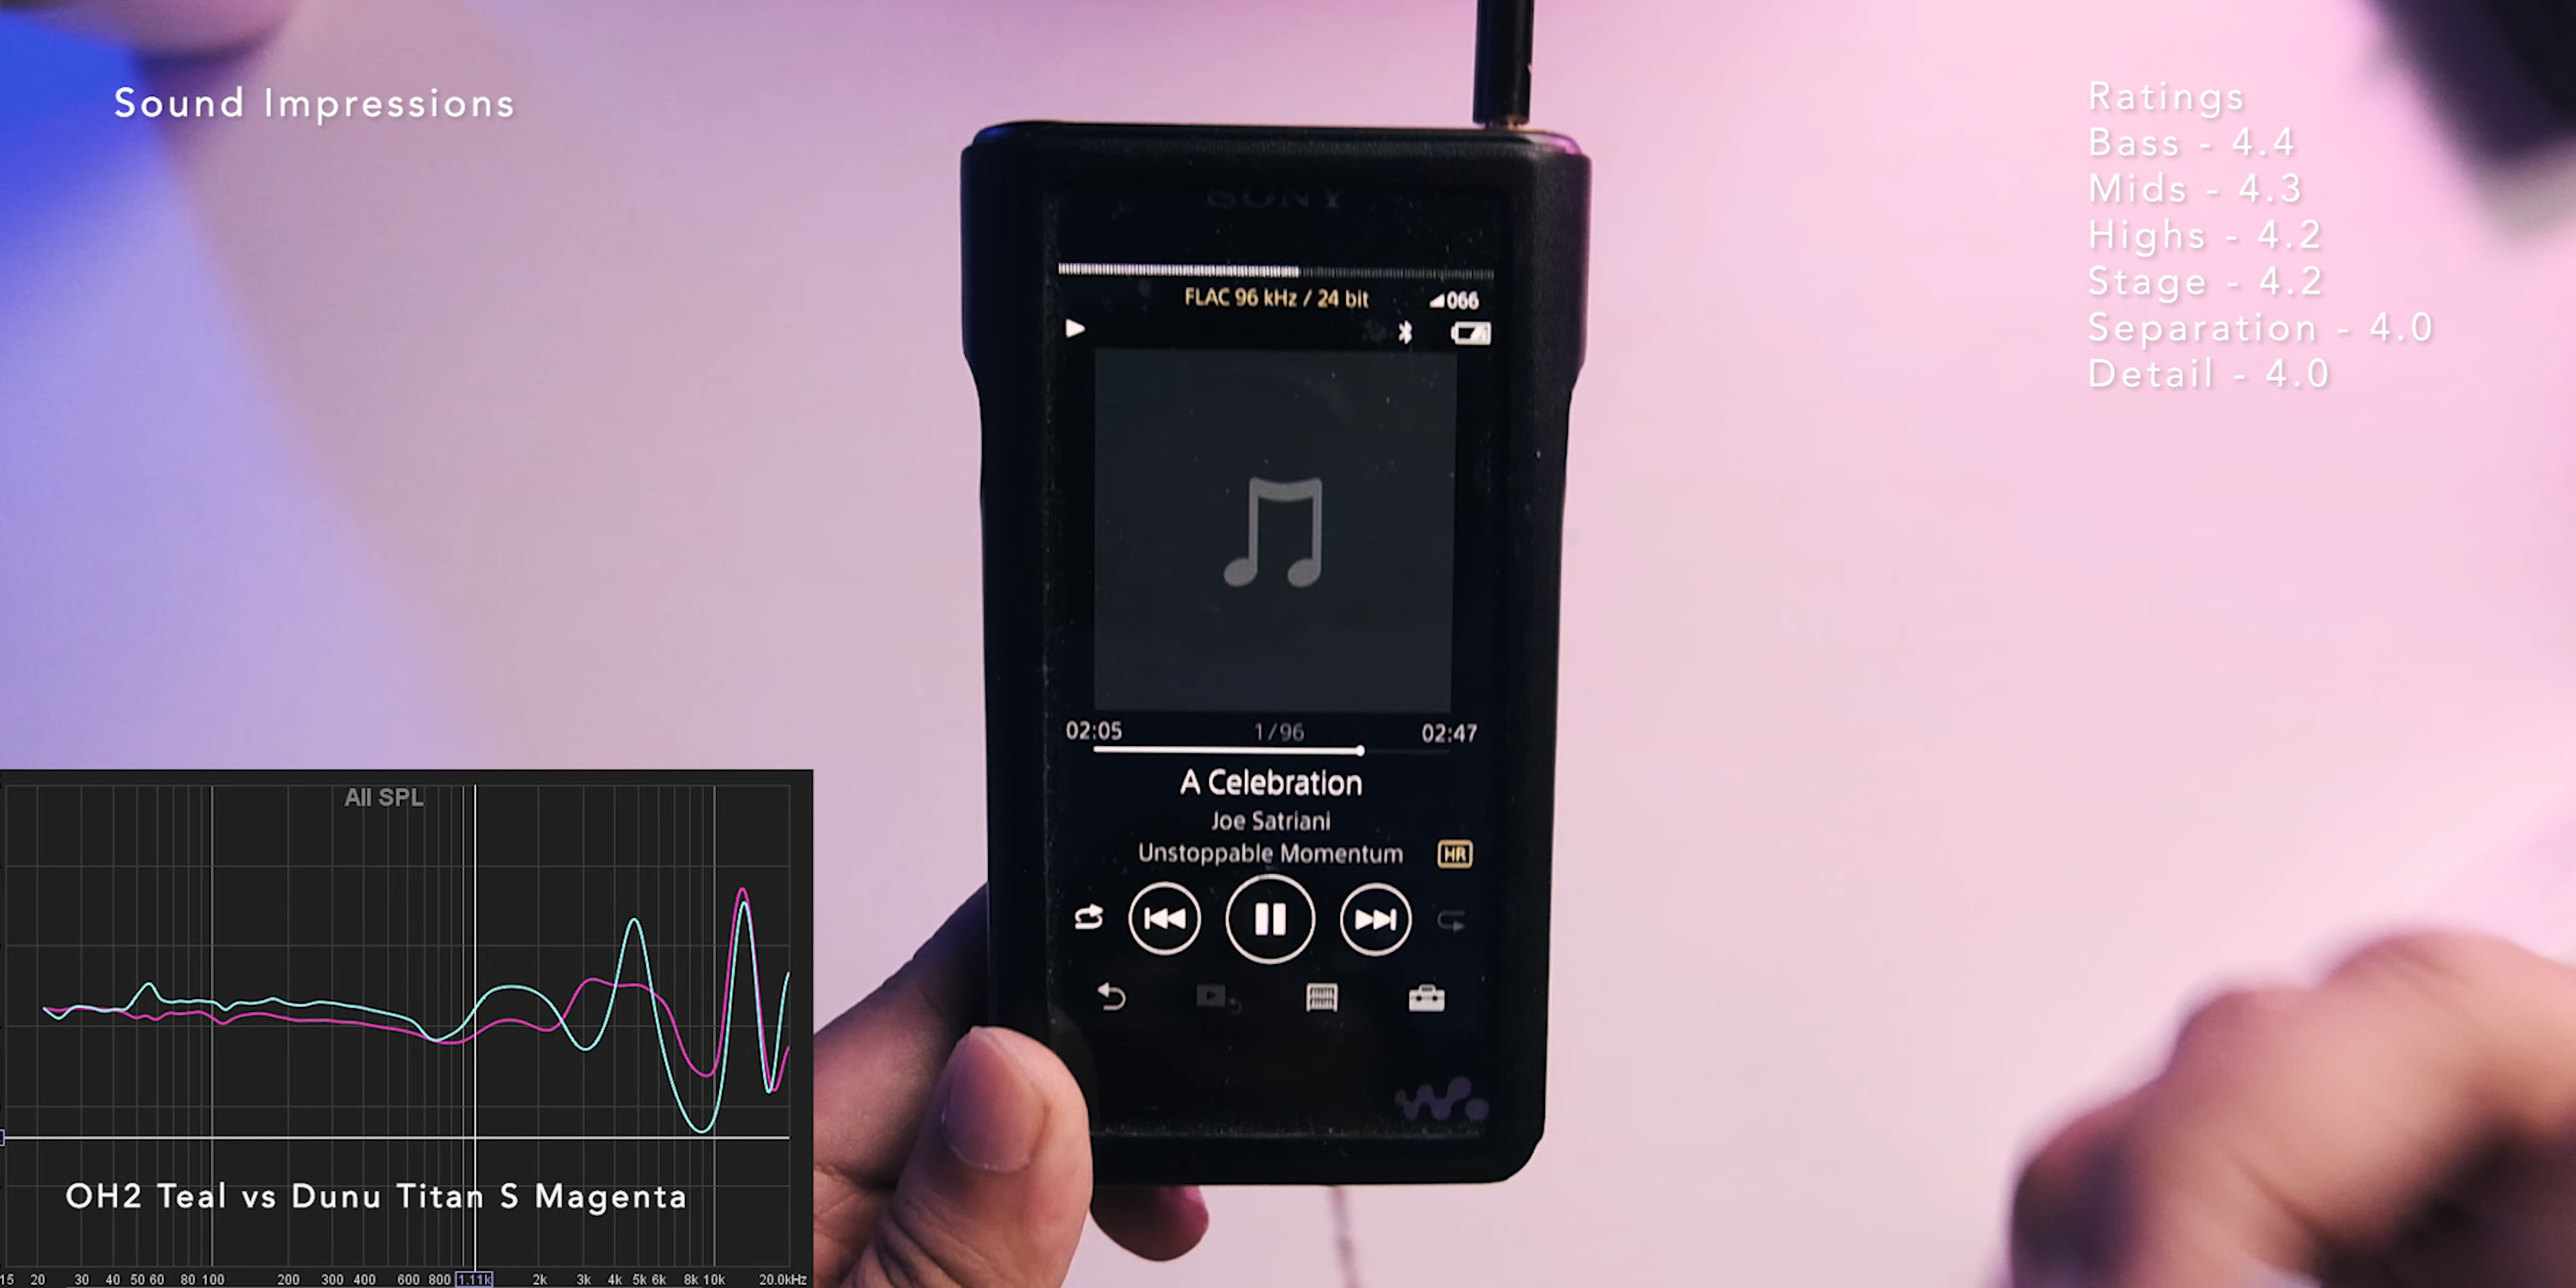 Sound Impressions
Ratings
Bass - 4.4
Mids - 4.3
Highs - 4.2
Stage - 4.2
Separation - 4.0
Detail - 4.0
SONY
FLAC 96 kHz / 24 bit
066
02:05 1/96 02:47
A Celebration
Joe Satriani
Unstoppable Momentum HR
All SPL
OH2 Teal vs Dunu Titan S Magenta
15 20 30 40 50 60 80 100 200 300 400 600 800 1.11k 2k 3k 4k 5k 6k 8k 10k 20.0kHz